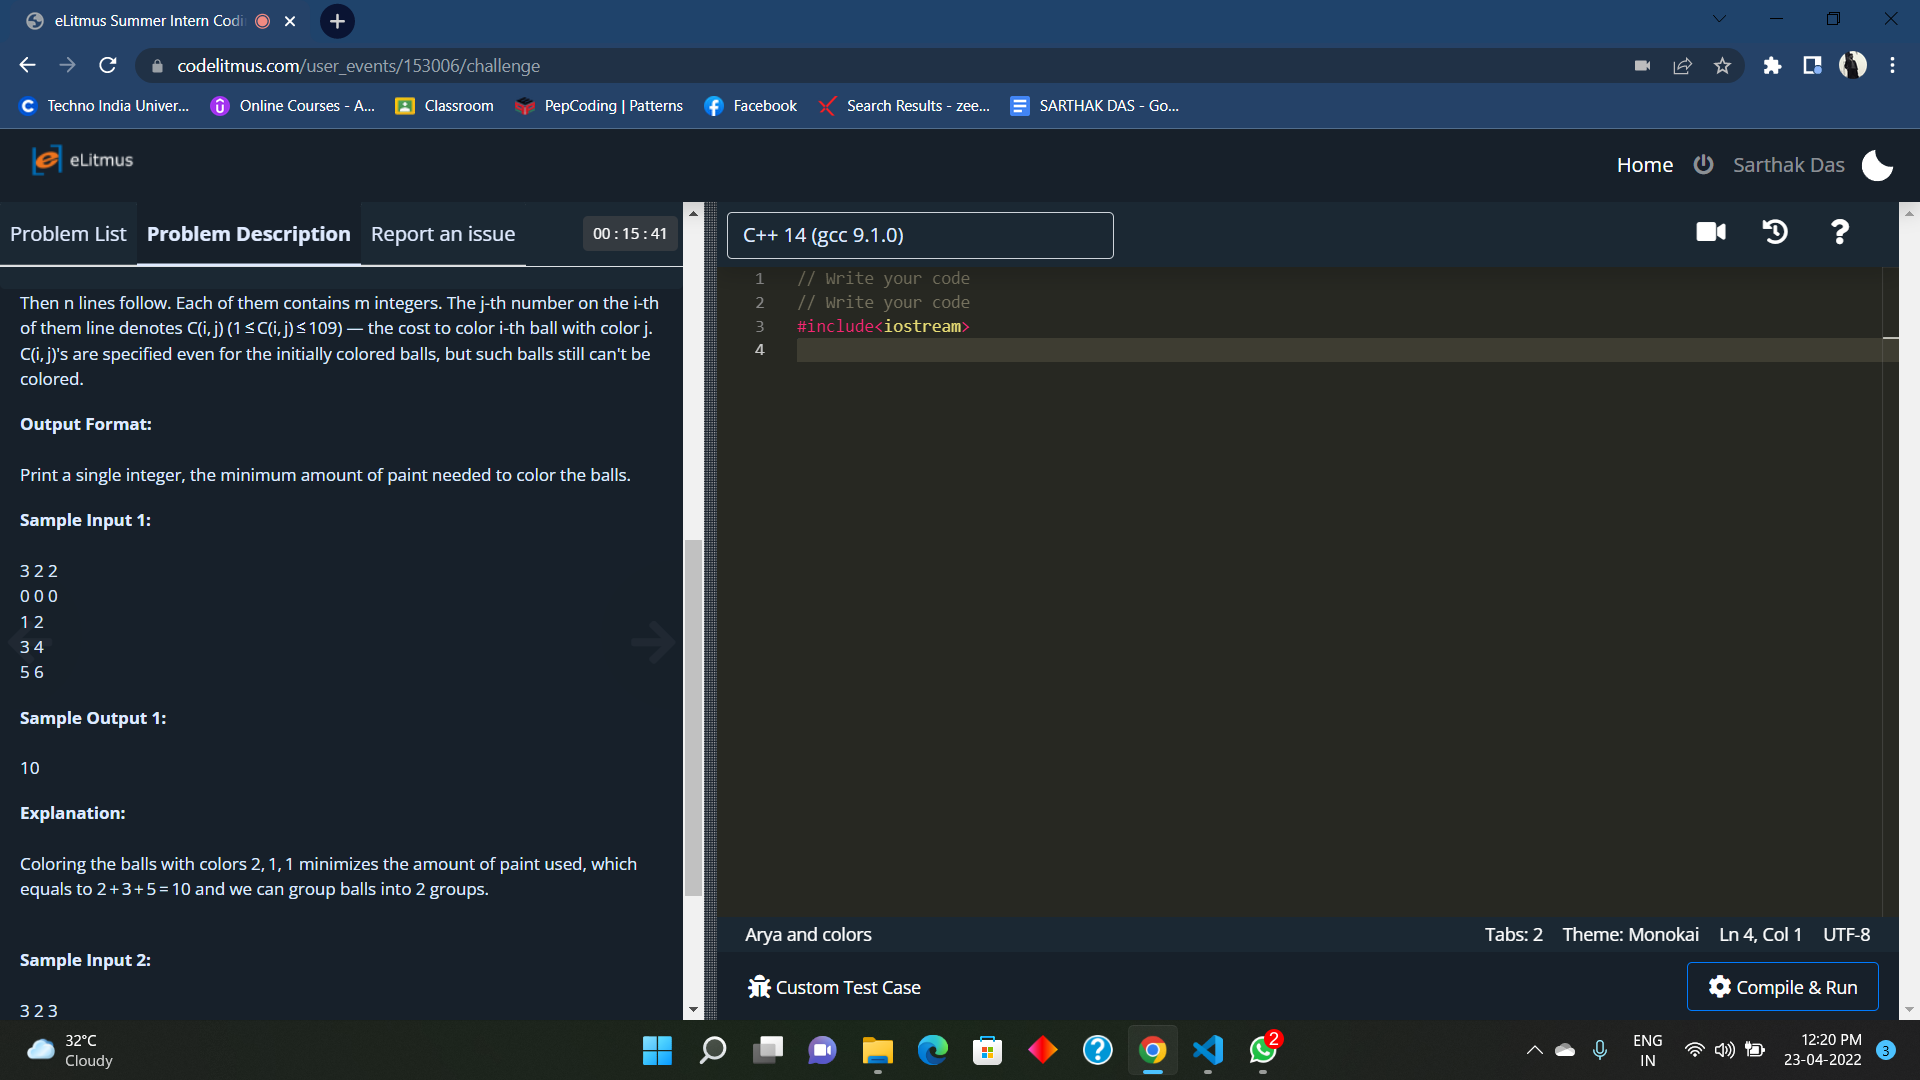 eLitmus Summer Intern Codi
codelitmus.com/user_events/153006/challenge
Techno India Univer...
Online Courses - A...
Classroom
PepCoding | Patterns
Facebook
Search Results - zee...
SARTHAK DAS - Go...
eLitmus
Home
Sarthak Das
Problem List
Problem Description
Report an issue
00 : 15 : 41
C++ 14 (gcc 9.1.0)
Then n lines follow. Each of them contains m integers. The j-th number on the i-th
of them line denotes C(i, j) (1 ≤ C(i, j) ≤ 109) — the cost to color i-th ball with color j.
C(i, j)'s are specified even for the initially colored balls, but such balls still can't be
colored.
Output Format:
Print a single integer, the minimum amount of paint needed to color the balls.
Sample Input 1:
3 2 2
0 0 0
1 2
3 4
5 6
Sample Output 1:
10
Explanation:
Coloring the balls with colors 2, 1, 1 minimizes the amount of paint used, which
equals to 2 + 3 + 5 = 10 and we can group balls into 2 groups.
Sample Input 2:
3 2 3
1 // Write your code
2 // Write your code
3 #include<iostream>
4
Arya and colors
Tabs: 2 Theme: Monokai Ln 4, Col 1 UTF-8
Custom Test Case
Compile & Run
32°C
Cloudy
2
ENG
IN
12:20 PM
23-04-2022
3